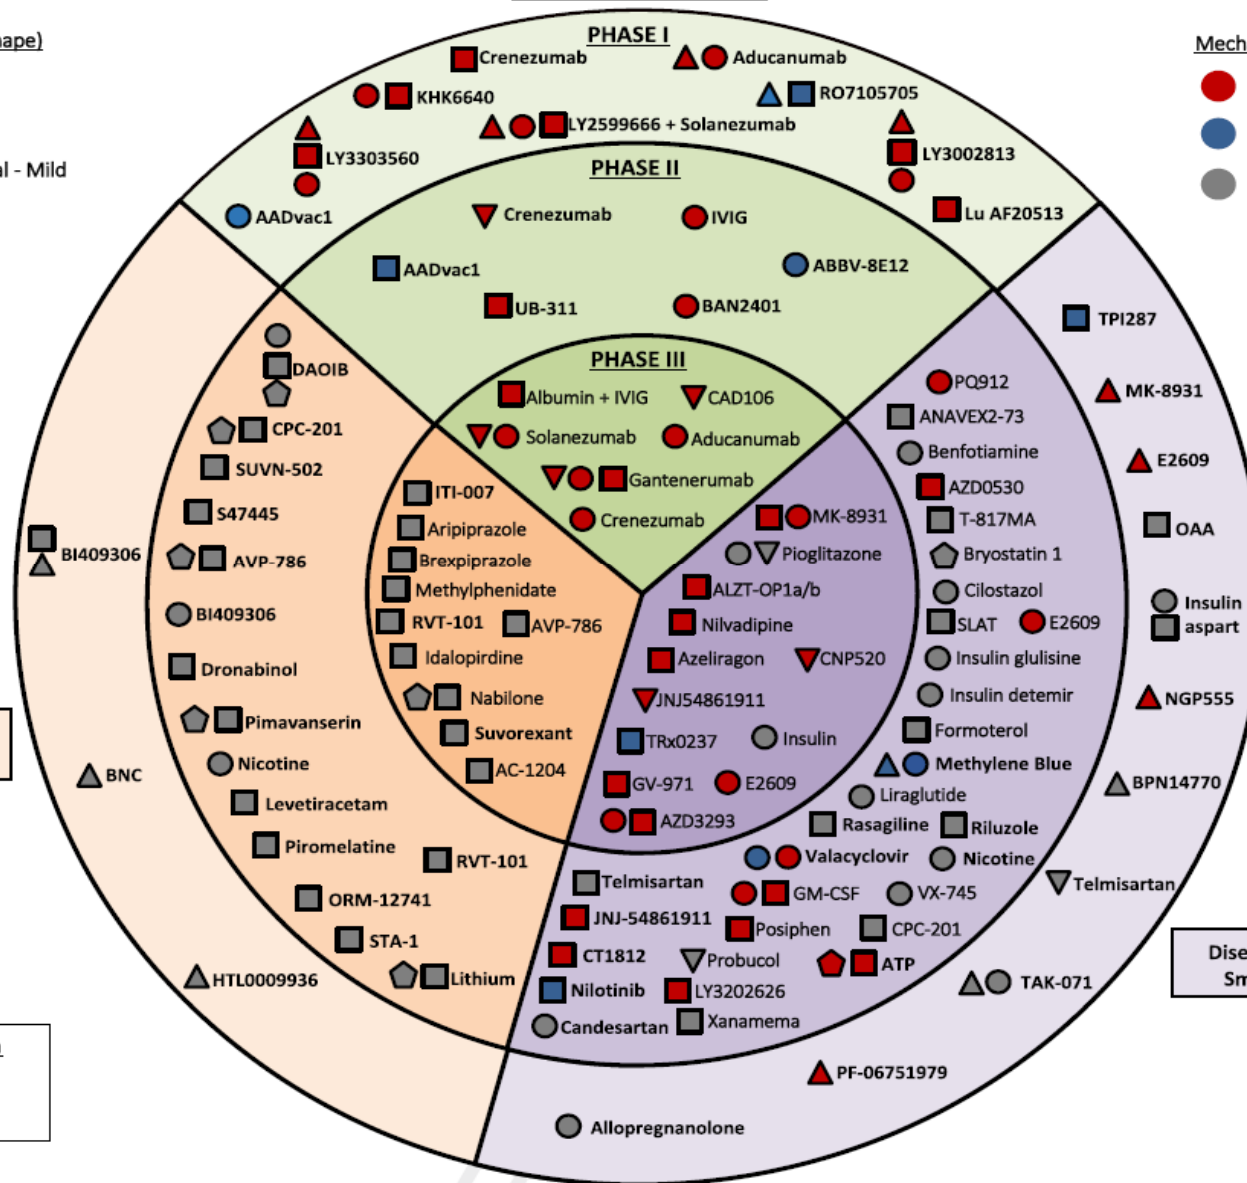 hape)
al - Mild
Mech
PHASE I
Crenezumab
Aducanumab
KHK6640
RO7105705
LY2599666 + Solanezumab
LY3303560
LY3002813
AADvac1
Lu AF20513
PHASE II
Crenezumab
IVIG
AADvac1
ABBV-8E12
UB-311
BAN2401
PHASE III
Albumin + IVIG
CAD106
Solanezumab
Aducanumab
Gantenerumab
Crenezumab
DAOIB
CPC-201
SUVN-502
S47445
AVP-786
BI409306
Dronabinol
Pimavanserin
Nicotine
Levetiracetam
Piromelatine
RVT-101
ORM-12741
STA-1
Lithium
BI409306
BNC
HTL0009936
ITI-007
Aripiprazole
Brexpiprazole
Methylphenidate
RVT-101
AVP-786
Idalopirdine
Nabilone
Suvorexant
AC-1204
MK-8931
Pioglitazone
ALZT-OP1a/b
Nilvadipine
Azeliragon
CNP520
JNJ54861911
TRx0237
Insulin
GV-971
E2609
AZD3293
PQ912
ANAVEX2-73
Benfotiamine
AZD0530
T-817MA
Bryostatin 1
Cilostazol
SLAT
E2609
Insulin glulisine
Insulin detemir
Formoterol
Methylene Blue
Liraglutide
Rasagiline
Riluzole
Valacyclovir
Nicotine
Telmisartan
GM-CSF
VX-745
JNJ-54861911
Posiphen
CPC-201
CT1812
Probucol
ATP
Nilotinib
LY3202626
Candesartan
Xanamema
TPI287
MK-8931
E2609
OAA
Insulin
aspart
NGP555
BPN14770
Telmisartan
TAK-071
PF-06751979
Allopregnanolone
Dise
Sm